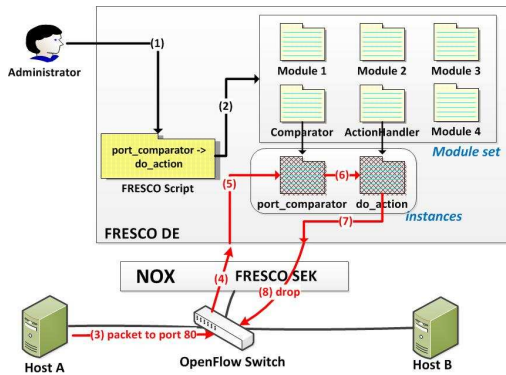 (1)
Administrator
(2)
Module 1
Module 2
Module 3
Comparator
ActionHandler
Module 4
Module set
port_comparator ->
do_action
FRESCO Script
(5)
(6)
port_comparator
do_action
instances
(7)
FRESCO DE
NOX
FRESCO SEK
(4)
(8) drop
(3) packet to port 80
Host A
OpenFlow Switch
Host B